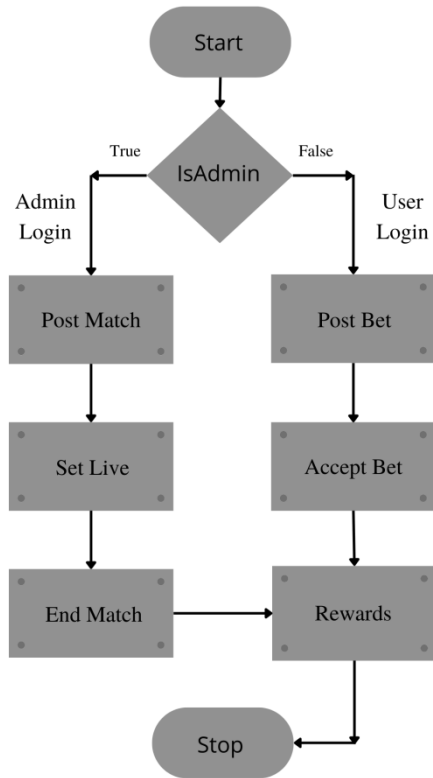 Start
True
False
IsAdmin
Admin
Login
User
Login
Post Match
Post Bet
Set Live
Accept Bet
End Match
Rewards
Stop